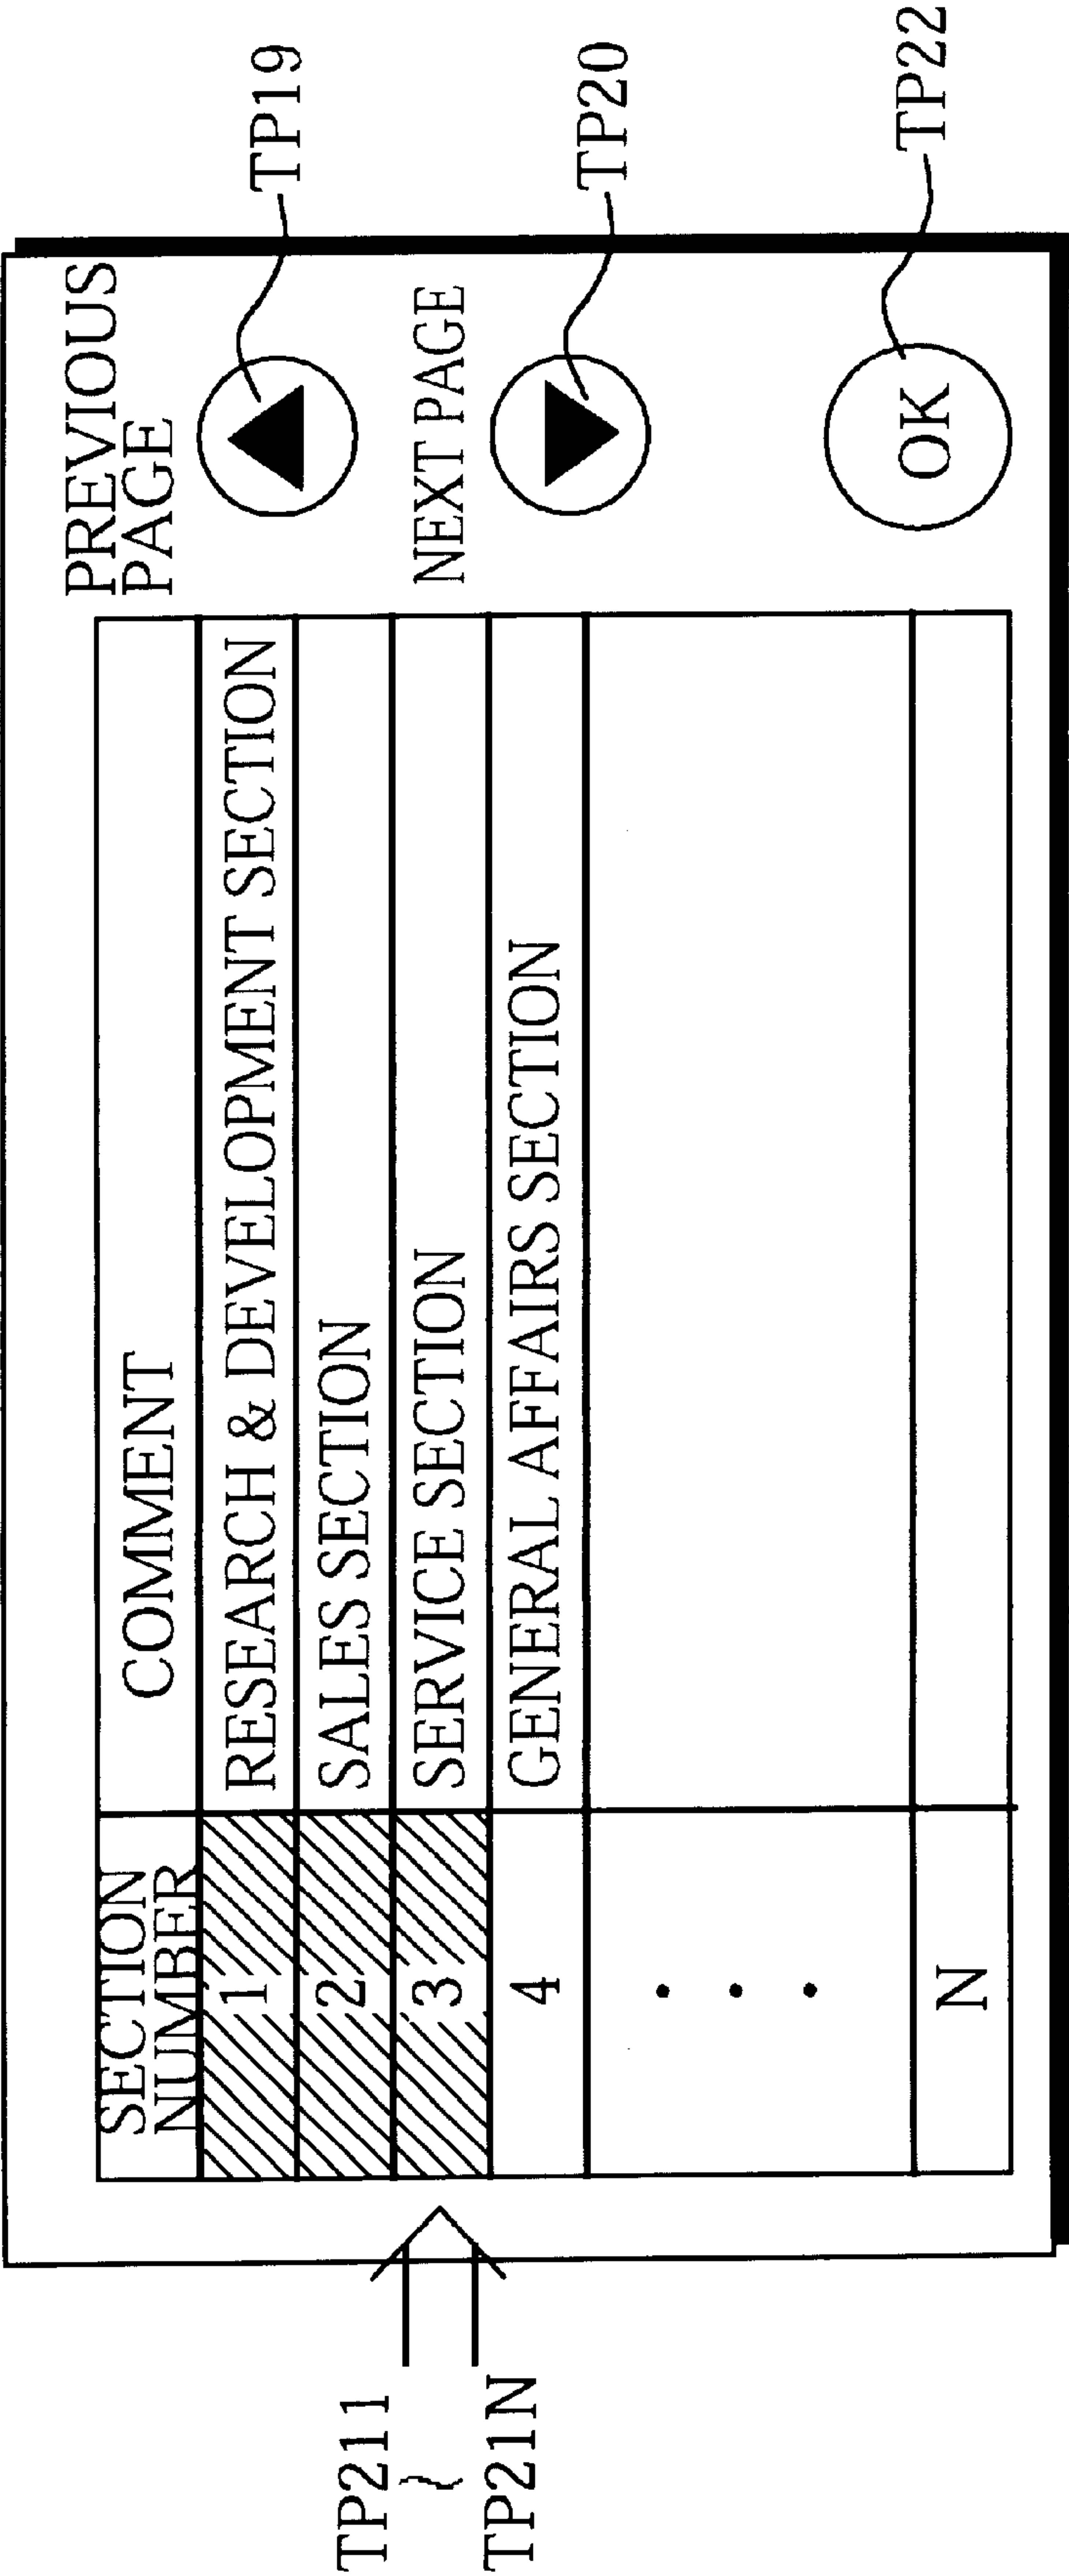 SECTION
NUMBER
COMMENT
1 RESEARCH & DEVELOPMENT SECTION
2 SALES SECTION
3 SERVICE SECTION
4 GENERAL AFFAIRS SECTION
N
PREVIOUS
PAGE
NEXT PAGE
OK
TP19
TP20
TP22
TP211
TP21N